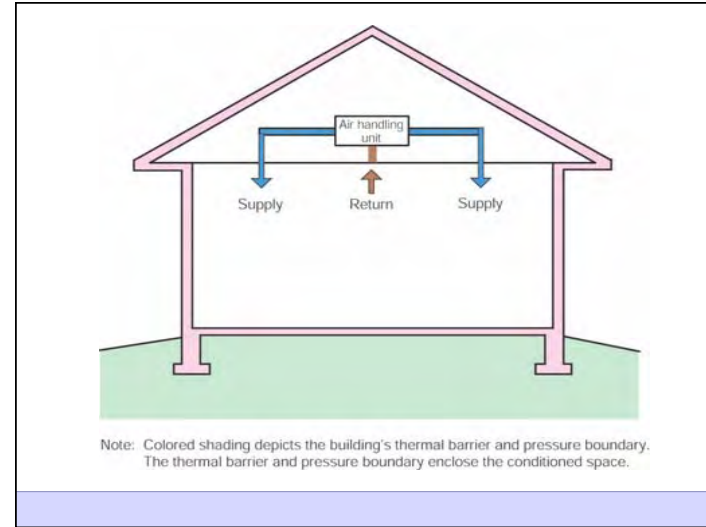 Air handling
unit
Supply
Return
Supply
Note: Colored shading depicts the building's thermal barrier and pressure boundary.
The thermal barrier and pressure boundary enclose the conditioned space.